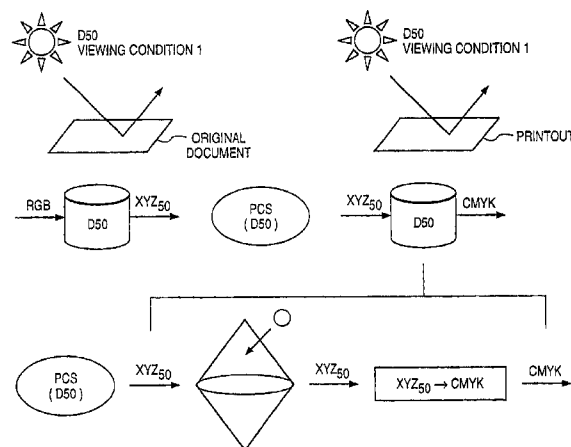 D50
VIEWING CONDITION 1
D50
VIEWING CONDITION 1
ORIGINAL
DOCUMENT
PRINTOUT
RGB
D50
XYZ50
PCS
( D50 )
XYZ50
D50
CMYK
PCS
( D50 )
XYZ50
XYZ50
XYZ50 → CMYK
CMYK